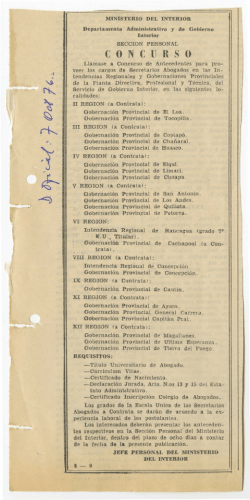 MINISTERIO DEL INTERIOR
Departamento Administrativo y de Gobierno
Interior
SECCION PERSONAL
CONCURSO
Llámase a Concurso de Antecedentes para pro-
veer los cargos de Secretarios Abogados en las In-
tendencias Regionales y Gobernaciones Provinciales
de la Planta Directiva, Profesional y Técnica, del
Servicio de Gobierno Interior, en las siguientes lo-
calidades:
II REGION (a Contrata):
Gobernación Provincial de El Loa.
Gobernación Provincial de Tocopilla.
III REGION (a Contrata):
Gobernación Provincial de Copiapó.
Gobernación Provincial de Chañaral.
Gobernación Provincial de Huasco.
IV REGION (a Contrata):
Gobernación Provincial de Elqui.
Gobernación Provincial de Limarí.
Gobernación Provincial de Choapa.
V REGION (a Contrata):
Gobernación Provincial de San Antonio.
Gobernación Provincial de Los Andes.
Gobernación Provincial de Quillota.
Gobernación Provincial de Petorca.
VI REGION:
Intendencia Regional de Rancagua (grado 7º
E.U., Titular).
Gobernación Provincial de Cachapoal (a Con-
trata).
VIII REGION (a Contrata):
Intendencia Regional de Concepción.
Gobernación Provincial de Concepción.
IX REGION (a Contrata):
Gobernación Provincial de Cautín.
XI REGION (a Contrata):
Gobernación Provincial de Aysen.
Gobernación Provincial General Carrera.
Gobernación Provincial Capitán Prat.
XII REGION (a Contrata):
Gobernación Provincial de Magallanes.
Gobernación Provincial de Ultima Esperanza.
Gobernación Provincial de Tierra del Fuego.
REQUISITOS:
—Título Universitario de Abogado.
—Curriculum Vitae.
—Certificado de Nacimiento.
—Declaración Jurada, Arts. Nos 13 y 15 del Esta-
tuto Administrativo.
—Certificado Inscripción Colegio de Abogados.
Los grados de la Escala Unica de los Secretarios
Abogados a Contrata se darán de acuerdo a la ex-
periencia laboral de los postulantes.
Los interesados deberán presentar los anteceden-
tes respectivos en la Sección Personal del Ministerio
del Interior, dentro del plazo de ocho días a contar
de la fecha de la presente publicación.
JEFE PERSONAL DEL MINISTERIO
DEL INTERIOR
D Oficial: 7 Oct 76.